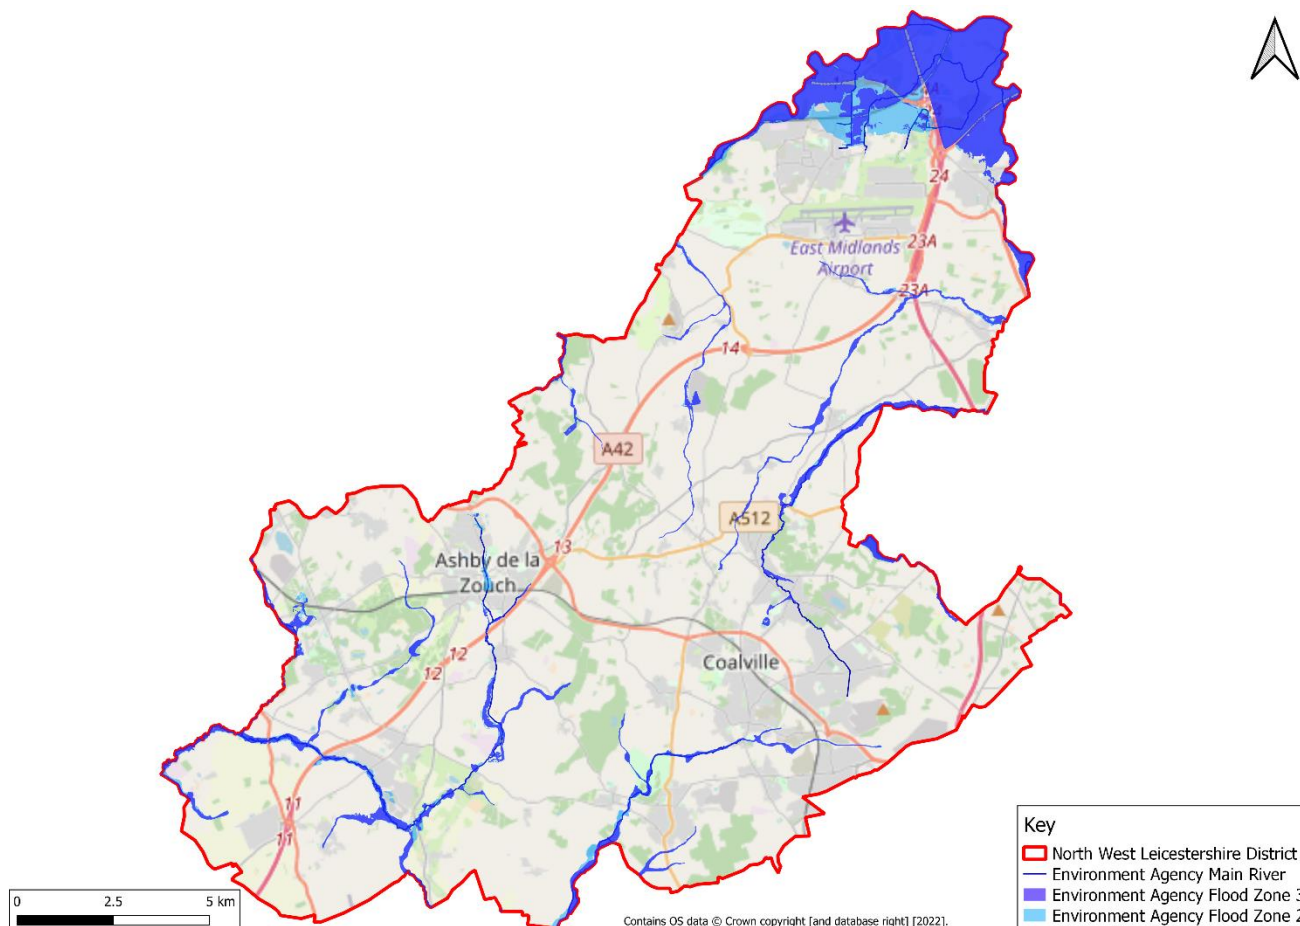 24
East Midlands
Airport
23A
23A
14
A42
A512
13
Ashby de la
Zouch
12
12
Coalville
11
11
Key
North West Leicestershire District
Environment Agency Main River
Environment Agency Flood Zone 3
Environment Agency Flood Zone 2
0 2.5 5 km
Contains OS data © Crown copyright [and database right] [2022].